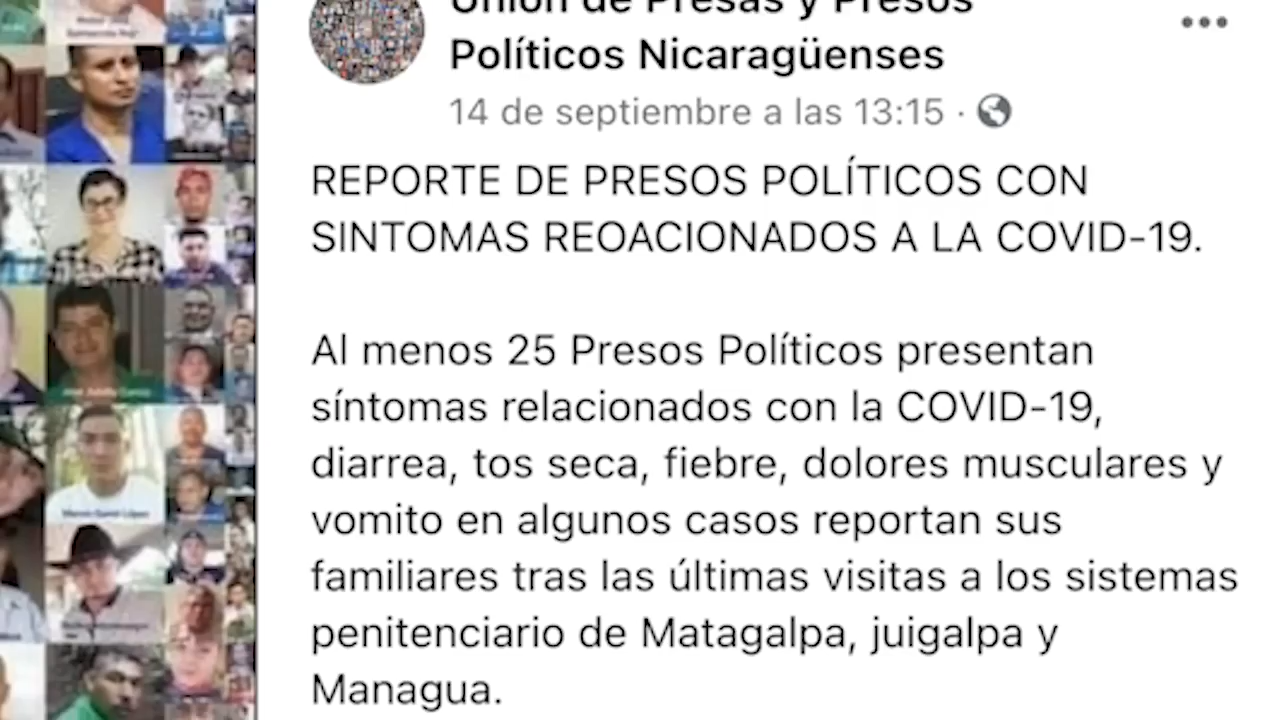 Unión de Presas y Presos
Políticos Nicaragüenses
14 de septiembre a las 13:15 ·
REPORTE DE PRESOS POLÍTICOS CON
SINTOMAS REOACIONADOS A LA COVID-19.
Al menos 25 Presos Políticos presentan
síntomas relacionados con la COVID-19,
diarrea, tos seca, fiebre, dolores musculares y
vomito en algunos casos reportan sus
familiares tras las últimas visitas a los sistemas
penitenciario de Matagalpa, juigalpa y
Managua.